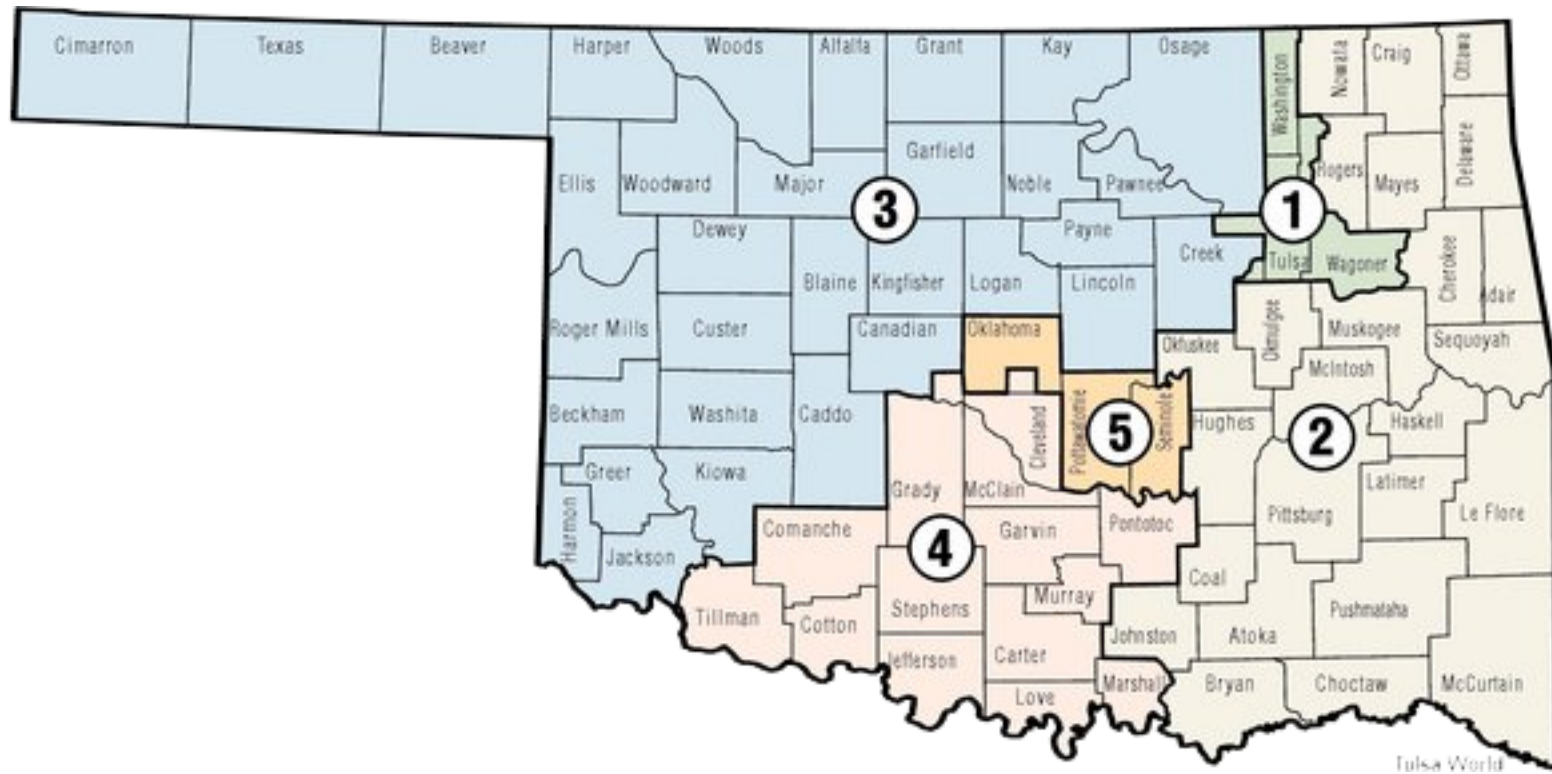 Cimarron
Texas
Beaver
Harper
Woods
Alfalfa
Grant
Kay
Osage
Washington
Nowata
Craig
Ottawa
Ellis
Woodward
Major
Garfield
Noble
Pawnee
Rogers
Mayes
Delaware
3
1
Dewey
Blaine
Kingfisher
Logan
Payne
Creek
Tulsa
Wagoner
Cherokee
Adair
Lincoln
Roger Mills
Custer
Canadian
Oklahoma
Okfuskee
Okmulgee
Muskogee
Sequoyah
McIntosh
Beckham
Washita
Caddo
Cleveland
Pottawatomie
5
Seminole
Hughes
2
Haskell
Greer
Kiowa
Grady
McClain
Latimer
Le Flore
Harmon
Jackson
Comanche
4
Garvin
Pontotoc
Pittsburg
Coal
Tillman
Cotton
Stephens
Murray
Johnston
Atoka
Pushmataha
Jefferson
Carter
Love
Marshall
Bryan
Choctaw
McCurtain
Tulsa World